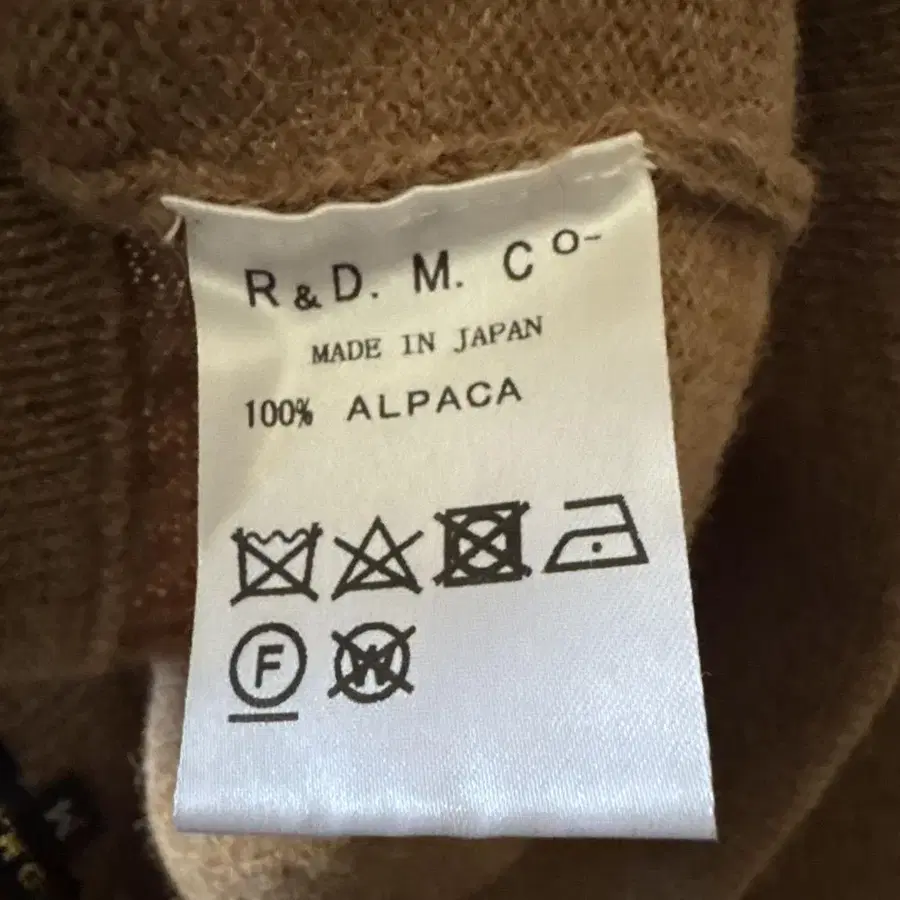 R & D. M. Co-
MADE IN JAPAN
100% ALPACA
F
W